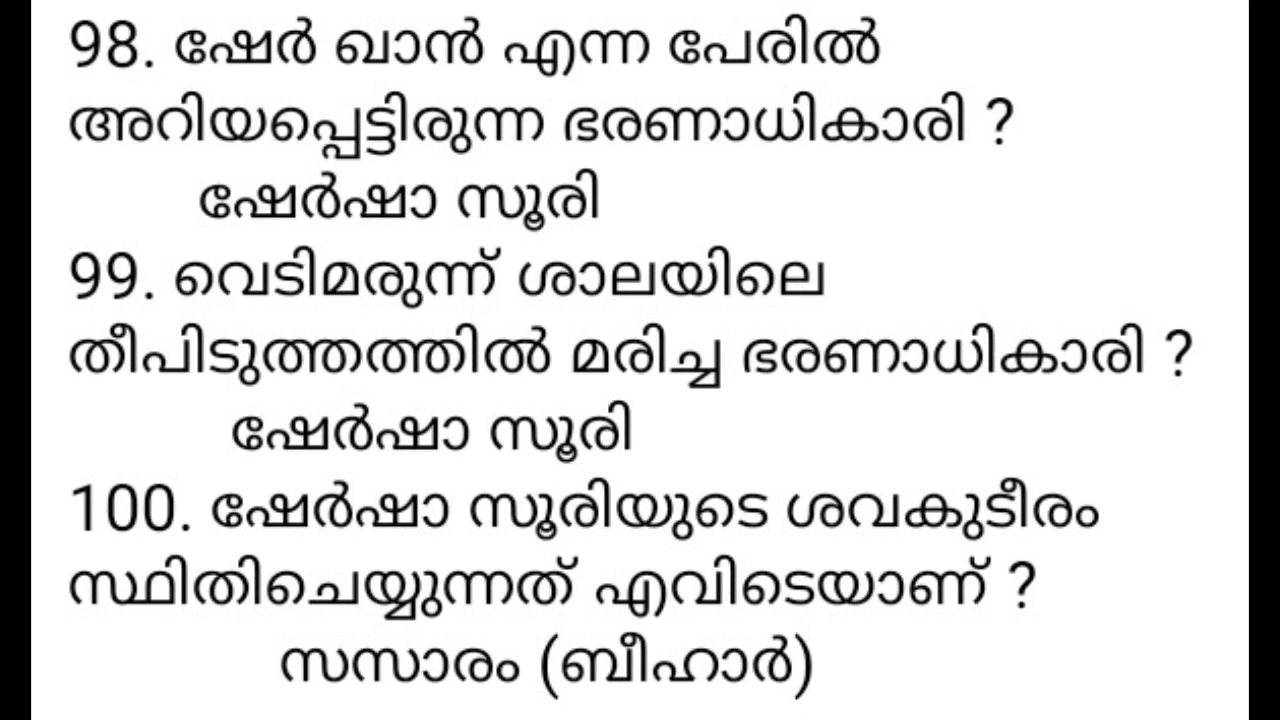 98. ഷേർ ഖാൻ എന്ന പേരിൽ
അറിയപ്പെട്ടിരുന്ന ഭരണാധികാരി ?
ഷേർഷാ സൂരി
99. വെടിമരുന്ന് ശാലയിലെ
തീപിടുത്തത്തിൽ മരിച്ച ഭരണാധികാരി ?
ഷേർഷാ സൂരി
100. ഷേർഷാ സൂരിയുടെ ശവകുടീരം
സ്ഥിതിചെയ്യുന്നത് എവിടെയാണ് ?
സസാരം (ബീഹാർ)